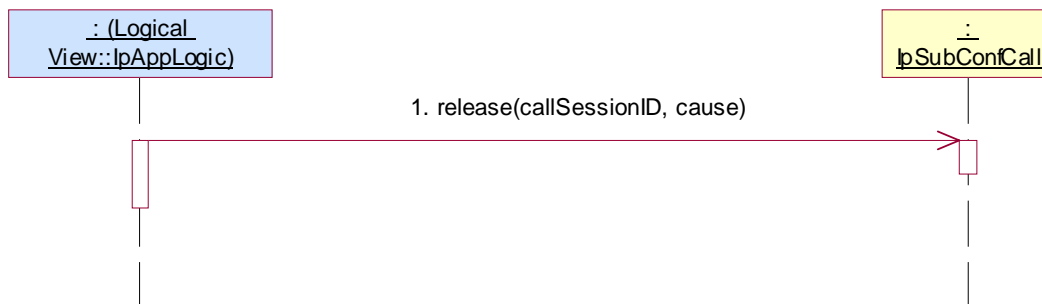 : (Logical
View::IpAppLogic)
:
IpSubConfCall
1. release(callSessionID, cause)